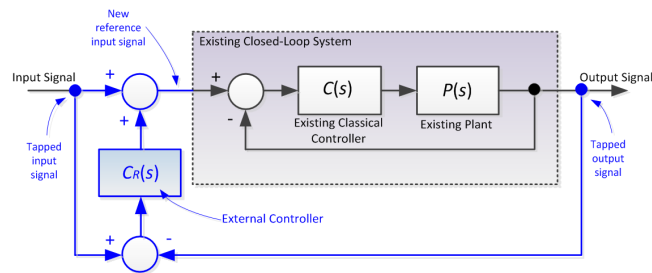 New
reference
input signal
Existing Closed-Loop System
Input Signal
+
+
+
-
C(s)
P(s)
Output Signal
Existing Classical
Controller
Existing Plant
Tapped
input
signal
CR(s)
Tapped
output
signal
External Controller
+
-